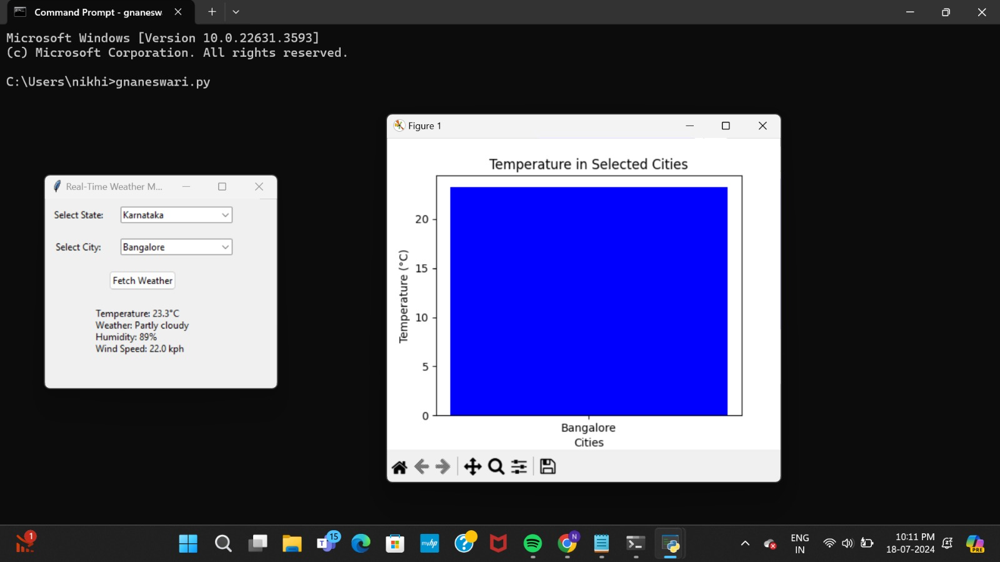 Command Prompt - gnanesw
Microsoft Windows [Version 10.0.22631.3593]
(c) Microsoft Corporation. All rights reserved.
C:\Users\nikhi>gnaneswari.py
Real-Time Weather M...
Select State:
Karnataka
Select City:
Bangalore
Fetch Weather
Temperature: 23.3°C
Weather: Partly cloudy
Humidity: 89%
Wind Speed: 22.0 kph
Figure 1
Temperature in Selected Cities
Temperature (°C)
20
15
10
5
0
Bangalore
Cities
1
T
15
myhp
?
N
ENG
IN
10:11 PM
18-07-2024
PRE